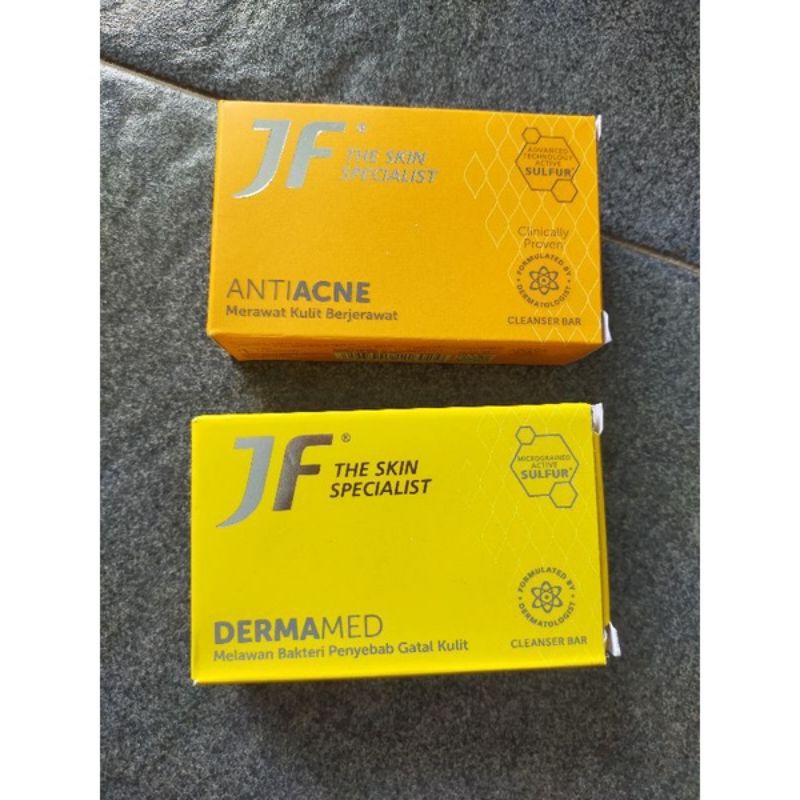 JF®
THE SKIN
SPECIALIST
ADVANCED
TECHNOLOGY
ACTIVE
SULFUR
Clinically
Proven
FORMULATED BY
DERMATOLOGIST
ANTIACNE
Merawat Kulit Berjerawat
CLEANSER BAR
JF®
THE SKIN
SPECIALIST
MICROGRAINED
ACTIVE
SULFUR
FORMULATED BY
DERMATOLOGIST
DERMAMED
Melawan Bakteri Penyebab Gatal Kulit
CLEANSER BAR